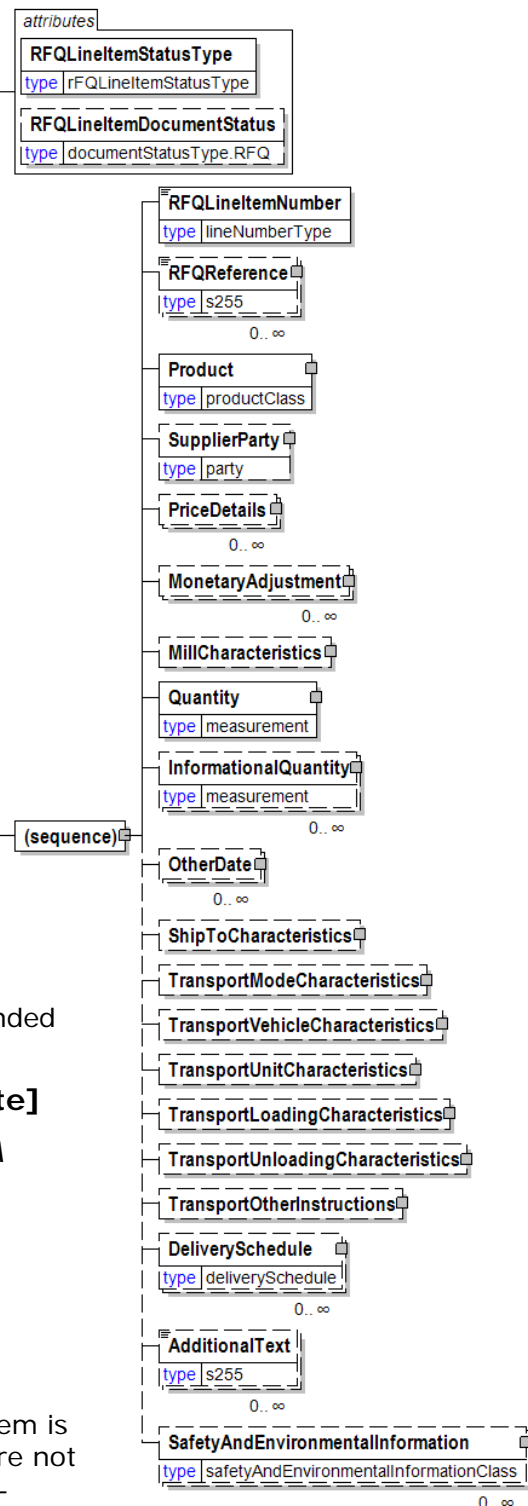 attributes
RFQLineItemStatusType
type rFQLineItemStatusType
RFQLineItemDocumentStatus
type documentStatusType.RFQ
RFQLineItemNumber
type lineNumberType
RFQReference
type s255
0.. ∞
Product
type productClass
SupplierParty
type party
PriceDetails
0.. ∞
MonetaryAdjustment
0.. ∞
MillCharacteristics
Quantity
type measurement
InformationalQuantity
type measurement
0.. ∞
(sequence)
OtherDate
0.. ∞
ShipToCharacteristics
TransportModeCharacteristics
TransportVehicleCharacteristics
TransportUnitCharacteristics
TransportLoadingCharacteristics
TransportUnloadingCharacteristics
TransportOtherInstructions
DeliverySchedule
type deliverySchedule
0.. ∞
AdditionalText
type s255
0.. ∞
SafetyAndEnvironmentalInformation
type safetyAndEnvironmentalInformationClass
0.. ∞
nded
te]
em is
re not